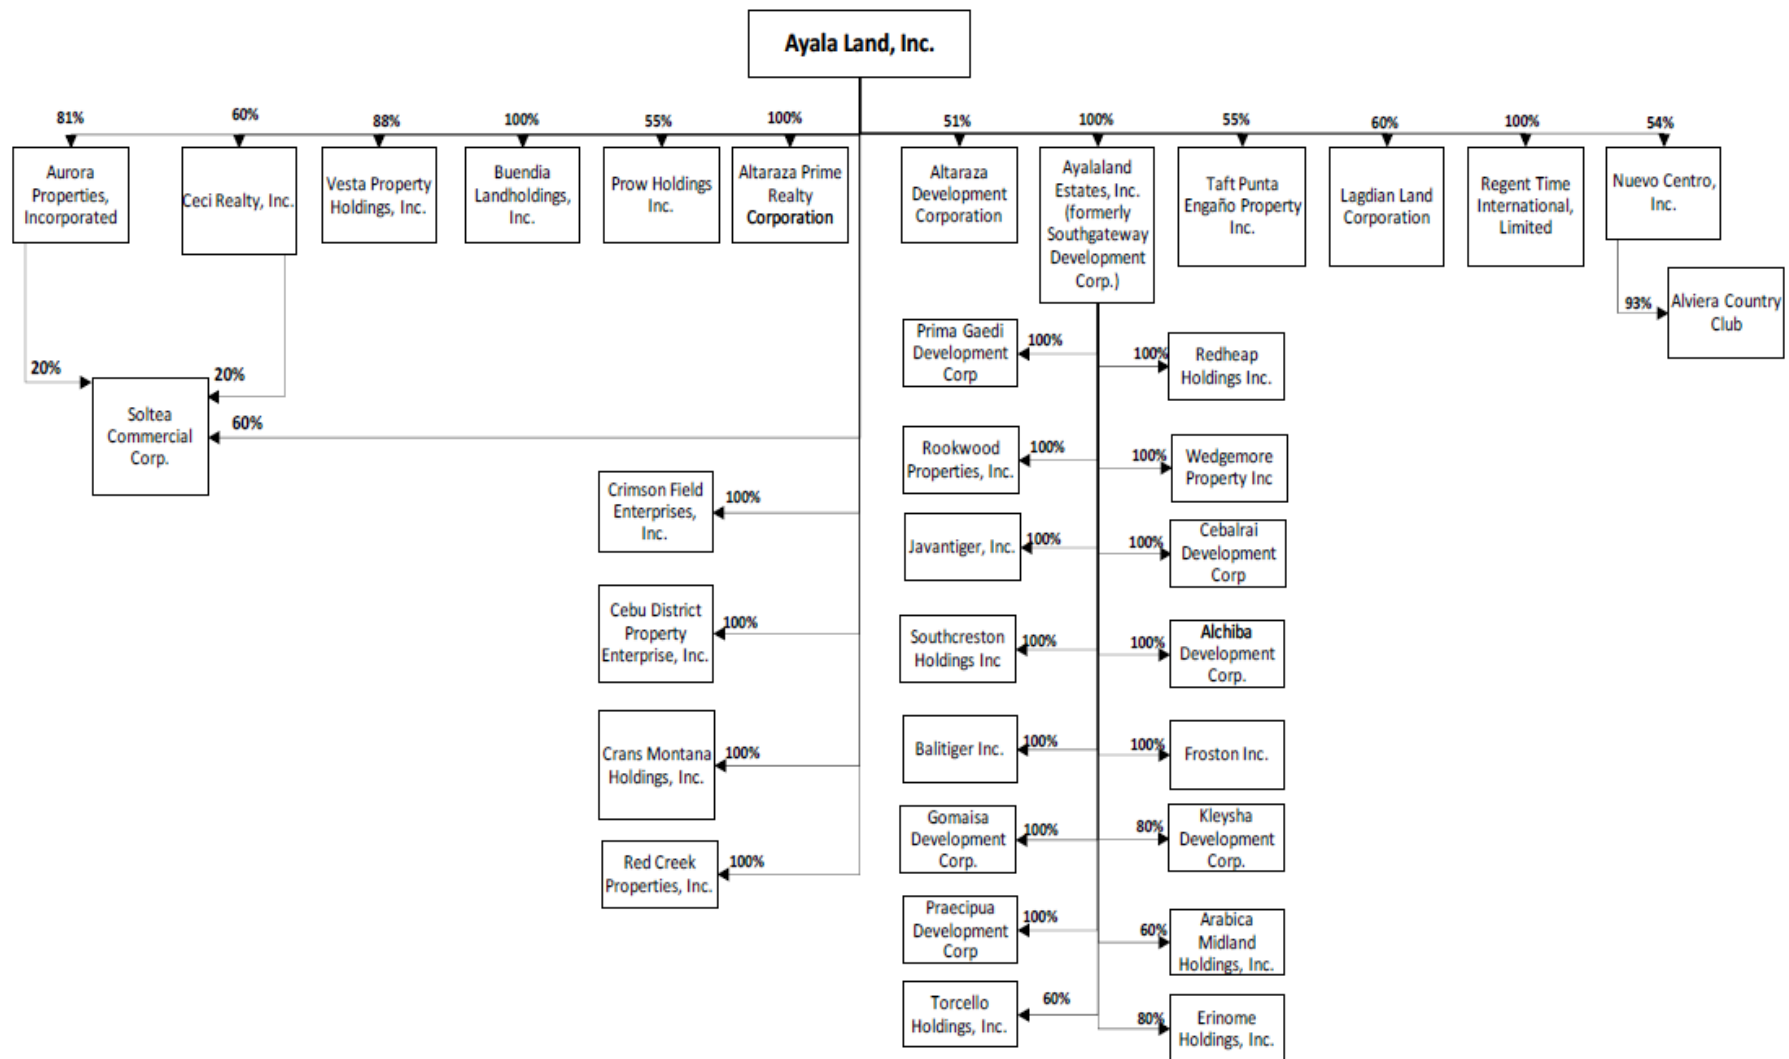 Ayala Land, Inc.
81%
60%
88%
100%
55%
100%
51%
100%
55%
60%
100%
54%
Aurora
Properties,
Incorporated
Ceci Realty, Inc.
Vesta Property
Holdings, Inc.
Buendia
Landholdings,
Inc.
Prow Holdings
Inc.
Altaraza Prime
Realty
Corporation
Altaraza
Development
Corporation
Ayalaland
Estates, Inc.
(formerly
Southgateway
Development
Corp.)
Taft Punta
Engaño Property
Inc.
Lagdian Land
Corporation
Regent Time
International,
Limited
Nuevo Centro,
Inc.
93%
Alviera Country
Club
20%
20%
60%
Soltea
Commercial
Corp.
Crimson Field
Enterprises,
Inc.
100%
Cebu District
Property
Enterprise, Inc.
100%
Crans Montana
Holdings, Inc.
100%
Red Creek
Properties, Inc.
100%
Prima Gaedi
Development
Corp
100%
100%
Redheap
Holdings Inc.
Rookwood
Properties, Inc.
100%
100%
Wedgemore
Property Inc
Javantiger, Inc.
100%
100%
Cebalrai
Development
Corp
Southcreston
Holdings Inc
100%
100%
Alchiba
Development
Corp.
Balitiger Inc.
100%
100%
Froston Inc.
Gomaisa
Development
Corp.
100%
80%
Kleysha
Development
Corp.
Praecipua
Development
Corp
100%
60%
Arabica
Midland
Holdings, Inc.
Torcello
Holdings, Inc.
60%
80%
Erinome
Holdings, Inc.